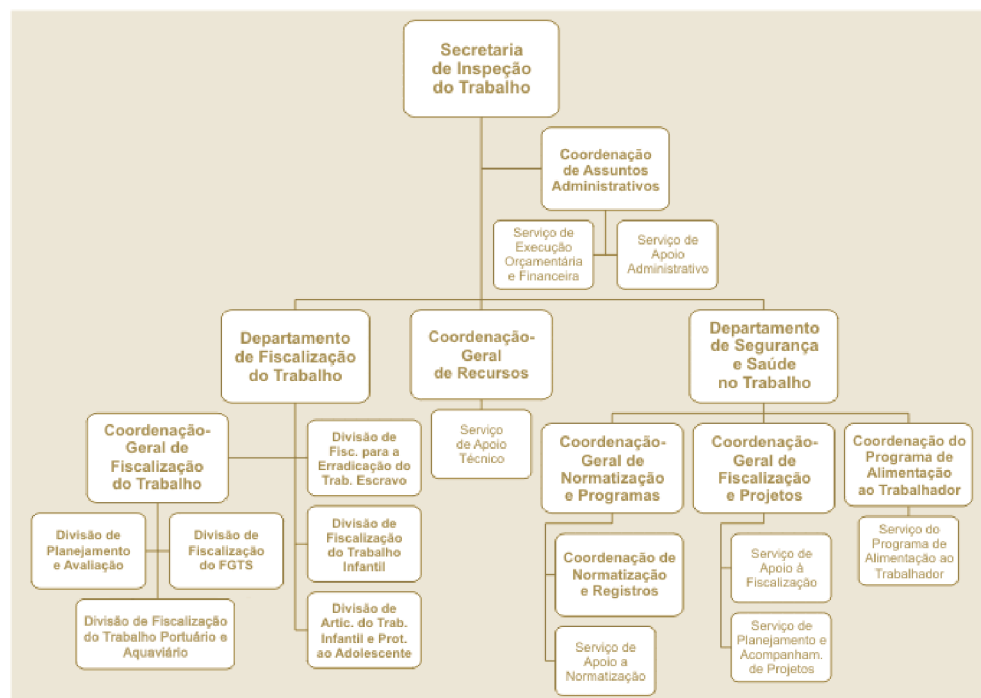 Secretaria
de Inspeção
do Trabalho
Coordenação
de Assuntos
Administrativos
Serviço de
Execução
Orçamentária
e Financeira
Serviço de
Apoio
Administrativo
Departamento
de Fiscalização
do Trabalho
Coordenação-
Geral
de Recursos
Departamento
de Segurança
e Saúde
no Trabalho
Coordenação-
Geral de
Fiscalização
do Trabalho
Divisão de
Fisc. para a
Erradicação do
Trab. Escravo
Serviço
de Apoio
Técnico
Coordenação-
Geral de
Normatização
e Programas
Coordenação-
Geral de
Fiscalização
e Projetos
Coordenação do
Programa de
Alimentação
ao Trabalhador
Divisão de
Planejamento
e Avaliação
Divisão de
Fiscalização
do FGTS
Divisão de
Fiscalização
do Trabalho
Infantil
Coordenação de
Normatização
e Registros
Serviço de
Apoio à
Fiscalização
Serviço do
Programa de
Alimentação ao
Trabalhador
Divisão de Fiscalização
do Trabalho Portuário e
Aquaviário
Divisão de
Artic. do Trab.
Infantil e Prot.
ao Adolescente
Serviço de
Apoio a
Normatização
Serviço de
Planejamento e
Acompanham.
de Projetos